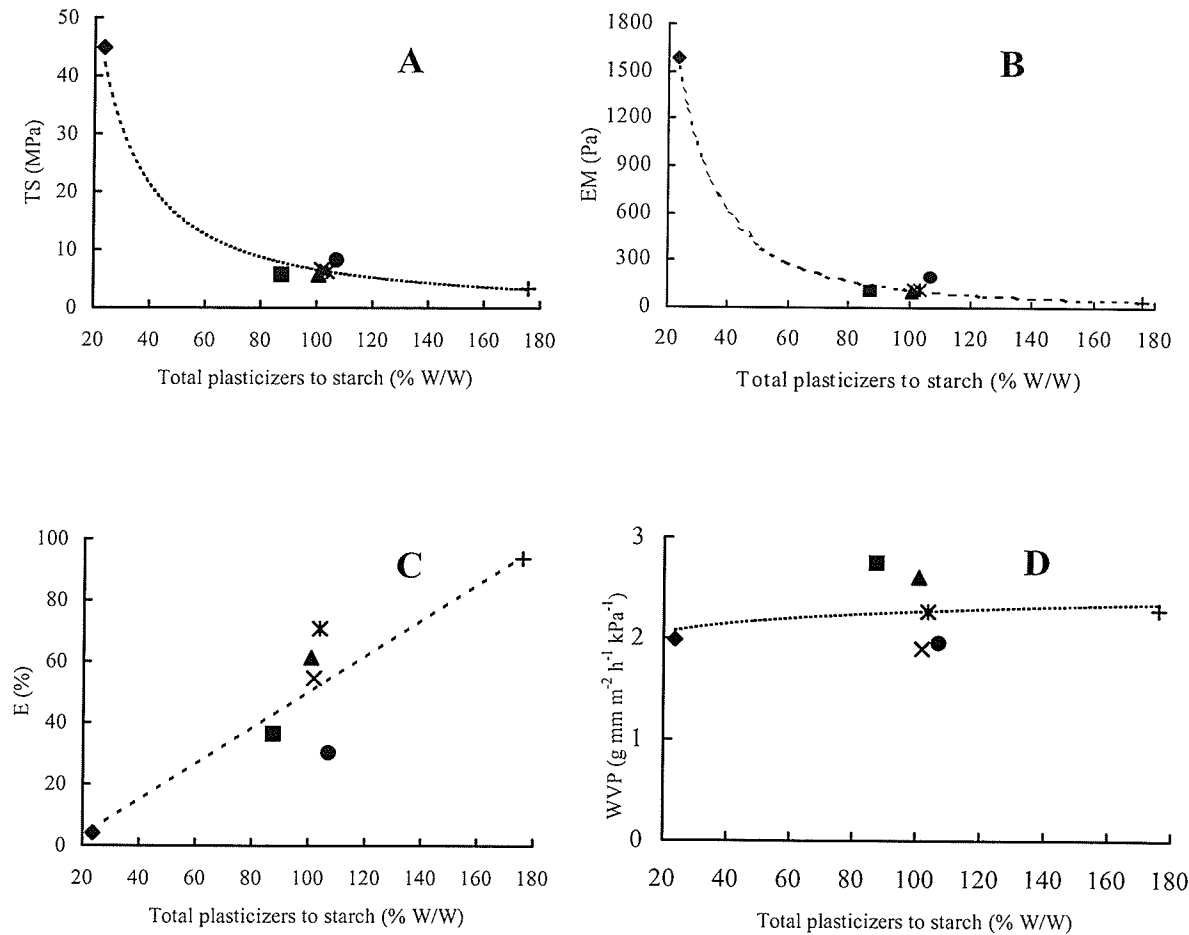 A
TS (MPa)
50
40
30
20
10
0
20 40 60 80 100 120 140 160 180
Total plasticizers to starch (% W/W)
B
EM (Pa)
1800
1500
1200
900
600
300
0
20 40 60 80 100 120 140 160 180
Total plasticizers to starch (% W/W)
C
E (%)
100
80
60
40
20
0
20 40 60 80 100 120 140 160 180
Total plasticizers to starch (% W/W)
D
WVP (g mm m⁻² h⁻¹ kPa⁻¹)
3
2
1
0
20 40 60 80 100 120 140 160 180
Total plasticizers to starch (% W/W)